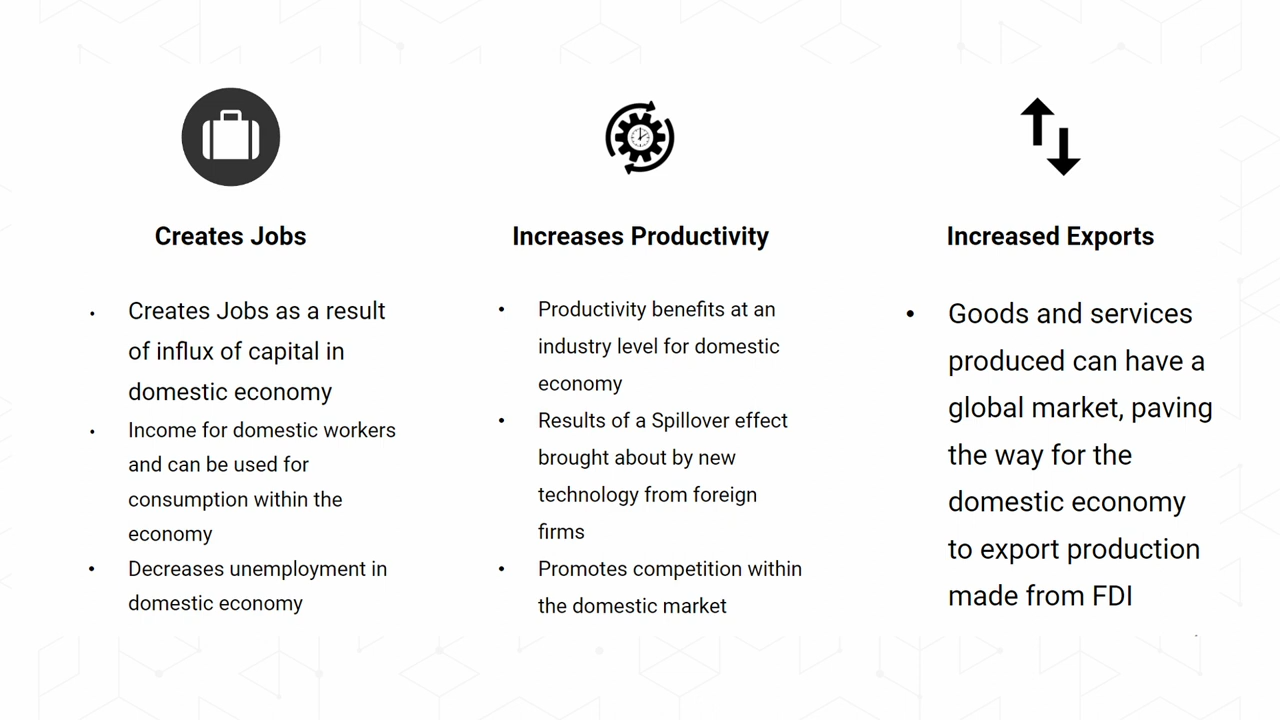 Creates Jobs
• Creates Jobs as a result
of influx of capital in
domestic economy
• Income for domestic workers
and can be used for
consumption within the
economy
• Decreases unemployment in
domestic economy
Increases Productivity
• Productivity benefits at an
industry level for domestic
economy
• Results of a Spillover effect
brought about by new
technology from foreign
firms
• Promotes competition within
the domestic market
Increased Exports
• Goods and services
produced can have a
global market, paving
the way for the
domestic economy
to export production
made from FDI